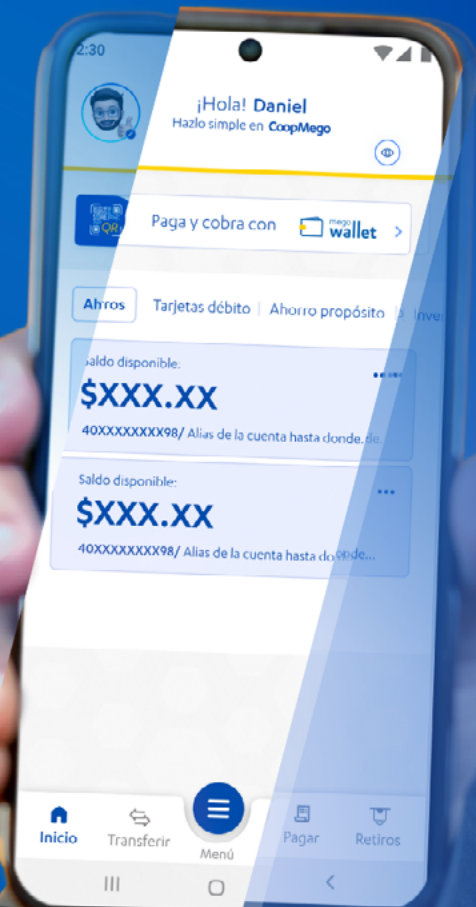 2:30
¡Hola! Daniel
Hazlo simple en CoopMego
QR
Paga y cobra con mego wallet
Tarjetas débito | Ahorro propósito
Saldo disponible:
$XXX.XX
40XXXXXXXX98/ Alias de la cuenta hasta donde.
Saldo disponible:
$XXX.XX
40XXXXXXXX98/ Alias de la cuenta hasta donde...
Inicio
Transferir
Menú
Pagar
Retiros